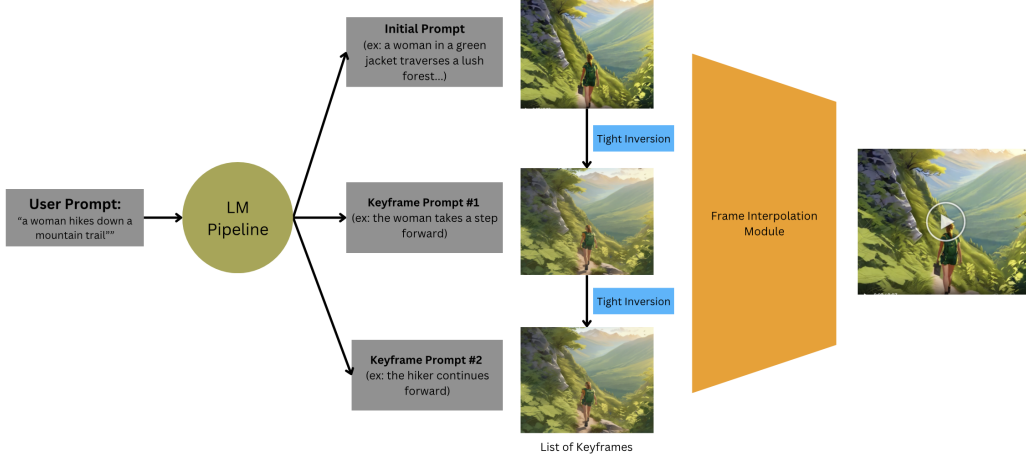 User Prompt:
“a woman hikes down a
mountain trail””
LM
Pipeline
Initial Prompt
(ex: a woman in a green
jacket traverses a lush
forest...)
Keyframe Prompt #1
(ex: the woman takes a step
forward)
Keyframe Prompt #2
(ex: the hiker continues
forward)
Tight Inversion
Tight Inversion
List of Keyframes
Frame Interpolation
Module